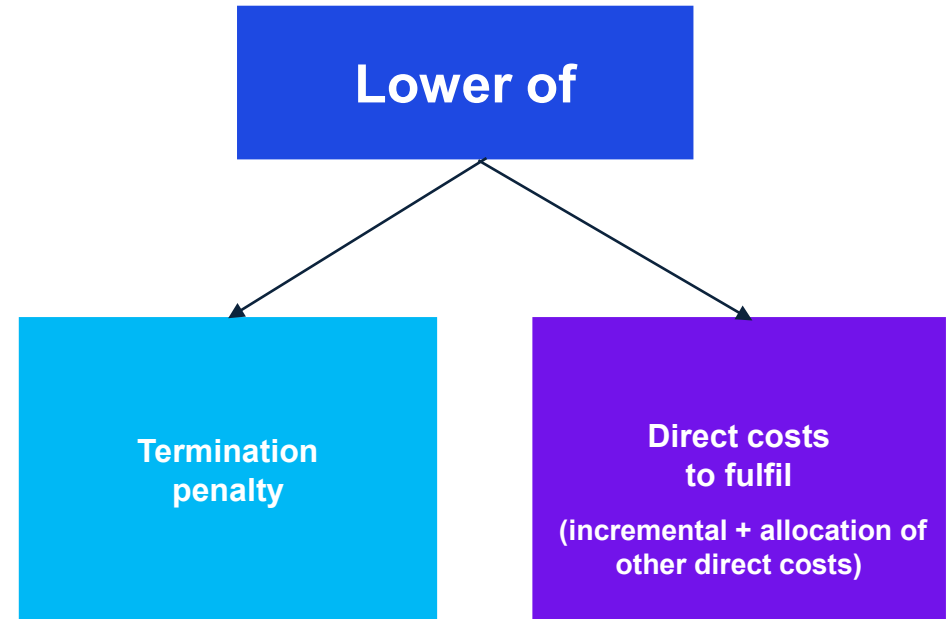 Lower of
Termination
penalty
Direct costs
to fulfil
(incremental + allocation of
other direct costs)